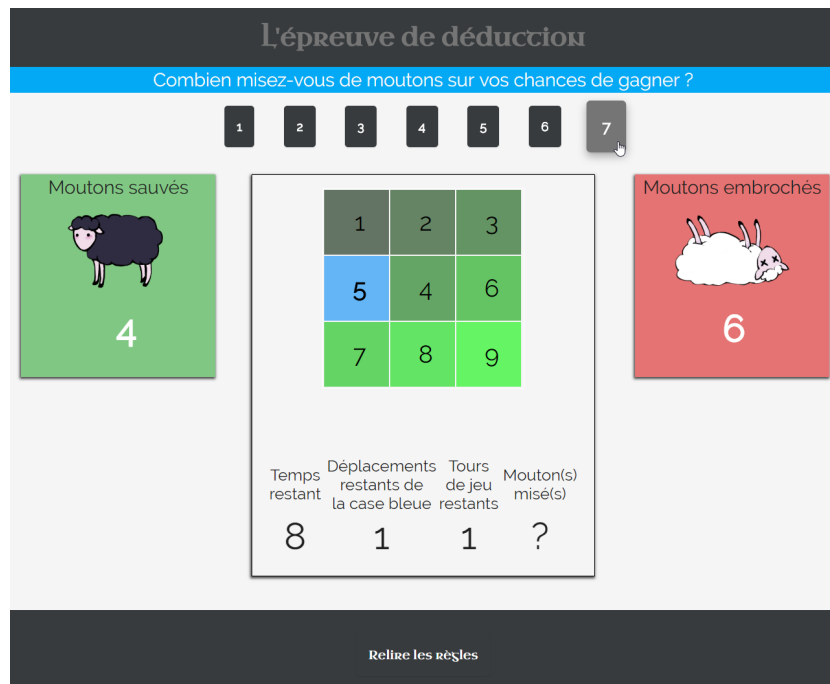 L'épreuve de déduction
Combien misez-vous de moutons sur vos chances de gagner ?
1 2 3 4 5 6 7
Moutons sauvés
4
1 2 3
5 4 6
7 8 9
Temps restant
8
Déplacements restants de la case bleue
1
Tours de jeu restants
1
Mouton(s) misé(s)
?
Moutons embrochés
6
Relire les règles